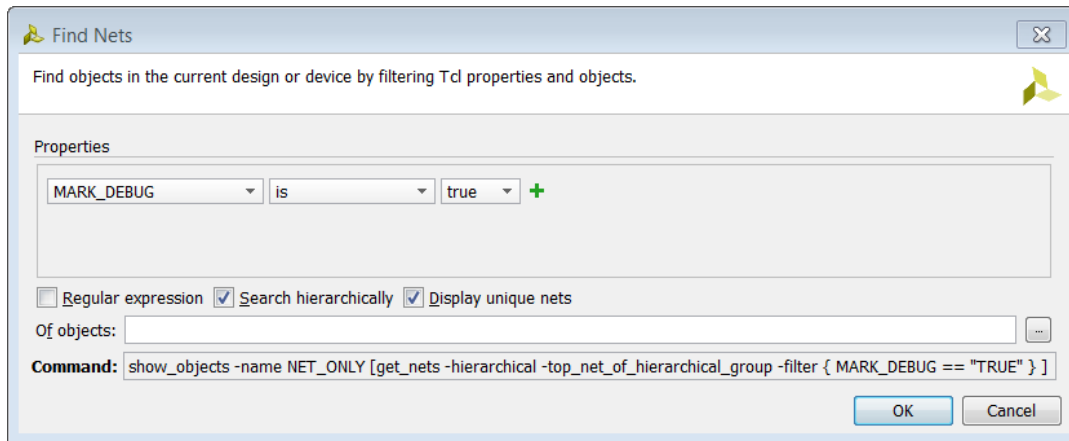 Find Nets
Find objects in the current design or device by filtering Tcl properties and objects.
Properties
MARK_DEBUG is true
Regular expression Search hierarchically Display unique nets
Of objects: ...
Command: show_objects -name NET_ONLY [get_nets -hierarchical -top_net_of_hierarchical_group -filter { MARK_DEBUG == "TRUE" } ]
OK Cancel